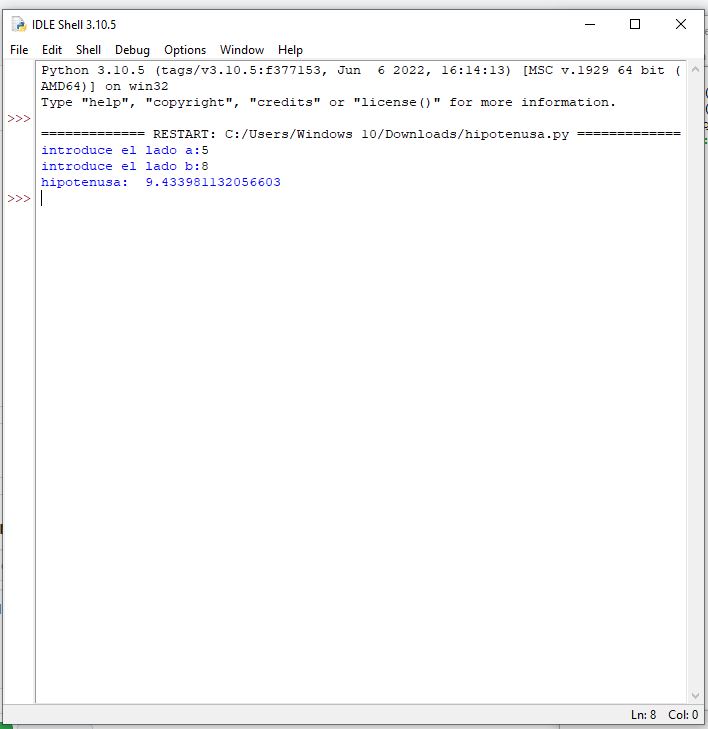 IDLE Shell 3.10.5
File Edit Shell Debug Options Window Help
Python 3.10.5 (tags/v3.10.5:f377153, Jun  6 2022, 16:14:13) [MSC v.1929 64 bit (
AMD64)] on win32
Type "help", "copyright", "credits" or "license()" for more information.
>>>
============= RESTART: C:/Users/Windows 10/Downloads/hipotenusa.py =============
introduce el lado a:5
introduce el lado b:8
hipotenusa:  9.433981132056603
>>>
Ln: 8 Col: 0